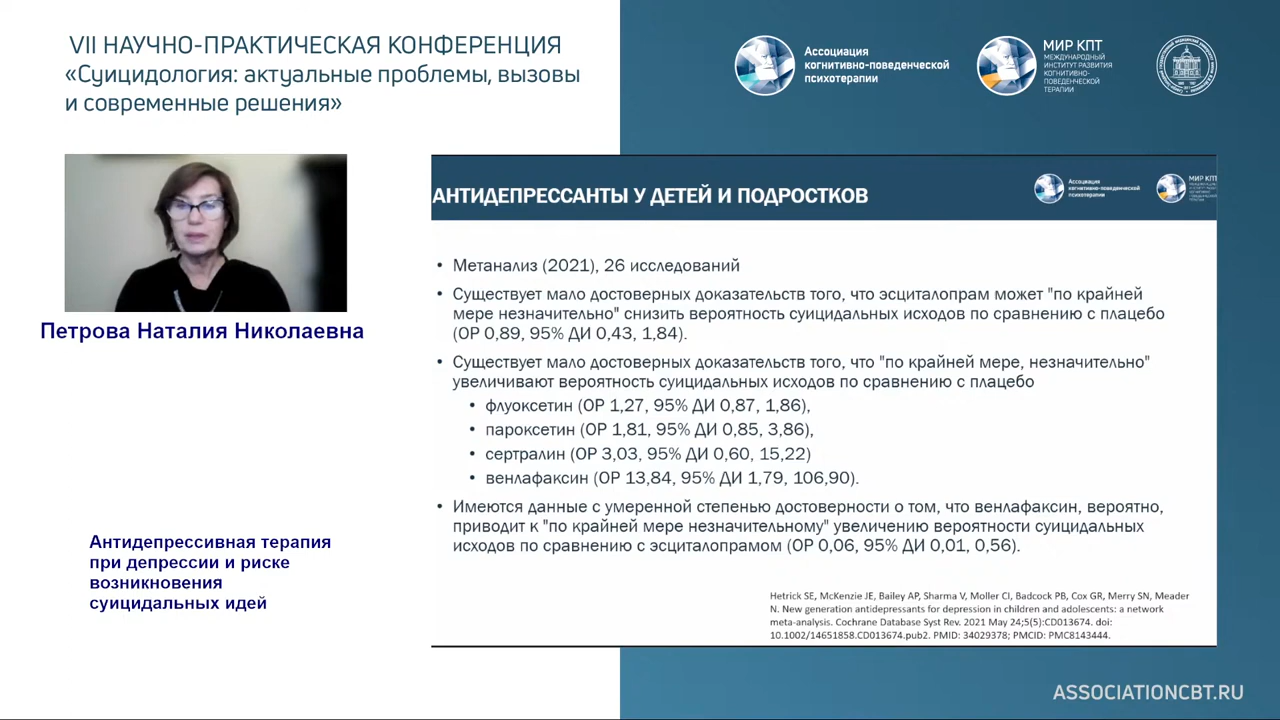 VII НАУЧНО-ПРАКТИЧЕСКАЯ КОНФЕРЕНЦИЯ
«Суицидология: актуальные проблемы, вызовы
и современные решения»
Ассоциация
когнитивно-поведенческой
психотерапии
МИР КПТ
МЕЖДУНАРОДНЫЙ
ИНСТИТУТ РАЗВИТИЯ
КОГНИТИВНО-
ПОВЕДЕНЧЕСКОЙ
ТЕРАПИИ
Петрова Наталия Николаевна
Антидепрессивная терапия
при депрессии и риске
возникновения
суицидальных идей
АНТИДЕПРЕССАНТЫ У ДЕТЕЙ И ПОДРОСТКОВ
Ассоциация
когнитивно-поведенческой
психотерапии
МИР КПТ
• Метанализ (2021), 26 исследований
• Существует мало достоверных доказательств того, что эсциталопрам может "по крайней
мере незначительно" снизить вероятность суицидальных исходов по сравнению с плацебо
(ОР 0,89, 95% ДИ 0,43, 1,84).
• Существует мало достоверных доказательств того, что "по крайней мере, незначительно"
увеличивают вероятность суицидальных исходов по сравнению с плацебо
• флуоксетин (ОР 1,27, 95% ДИ 0,87, 1,86),
• пароксетин (ОР 1,81, 95% ДИ 0,85, 3,86),
• сертралин (ОР 3,03, 95% ДИ 0,60, 15,22)
• венлафаксин (ОР 13,84, 95% ДИ 1,79, 106,90).
• Имеются данные с умеренной степенью достоверности о том, что венлафаксин, вероятно,
приводит к "по крайней мере незначительному" увеличению вероятности суицидальных
исходов по сравнению с эсциталопрамом (ОР 0,06, 95% ДИ 0,01, 0,56).
Hetrick SE, McKenzie JE, Bailey AP, Sharma V, Moller CI, Badcock PB, Cox GR, Merry SN, Meader
N. New generation antidepressants for depression in children and adolescents: a network
meta-analysis. Cochrane Database Syst Rev. 2021 May 24;5(5):CD013674. doi:
10.1002/14651858.CD013674.pub2. PMID: 34029378; PMCID: PMC8143444.
ASSOCIATIONCBT.RU